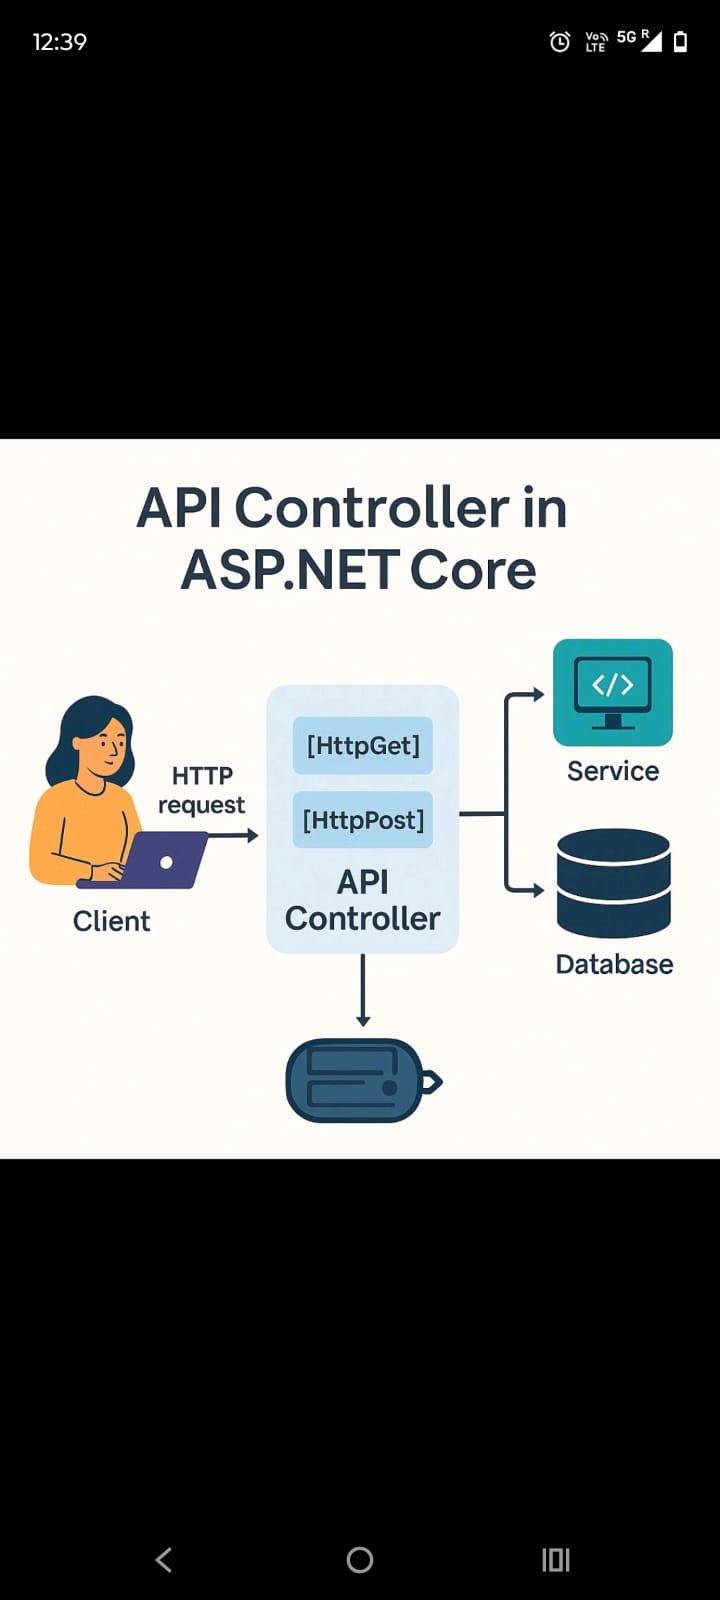 12:39
Vo))
LTE
5G R
API Controller in
ASP.NET Core
HTTP
request
Client
[HttpGet]
[HttpPost]
API
Controller
</>
Service
Database